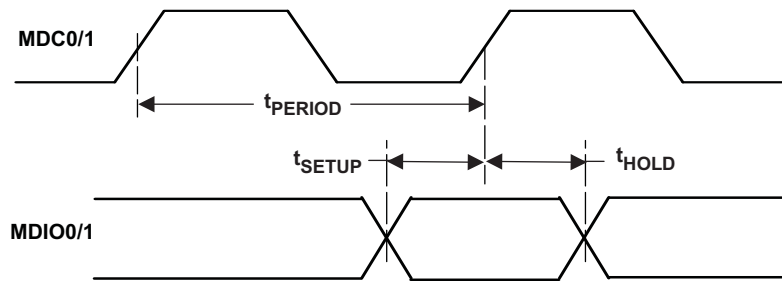 MDC0/1
tPERIOD
tSETUP
tHOLD
MDIO0/1